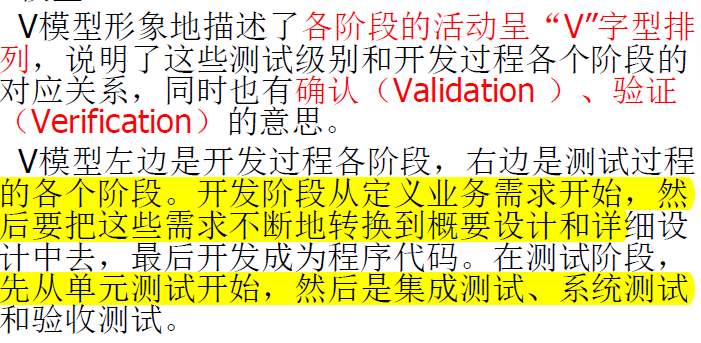 V模型形象地描述了各阶段的活动呈“V”字型排
列，说明了这些测试级别和开发过程各个阶段的
对应关系，同时也有确认（Validation ）、验证
（Verification）的意思。
V模型左边是开发过程各阶段，右边是测试过程
的各个阶段。开发阶段从定义业务需求开始，然
后要把这些需求不断地转换到概要设计和详细设
计中去，最后开发成为程序代码。在测试阶段，
先从单元测试开始，然后是集成测试、系统测试
和验收测试。